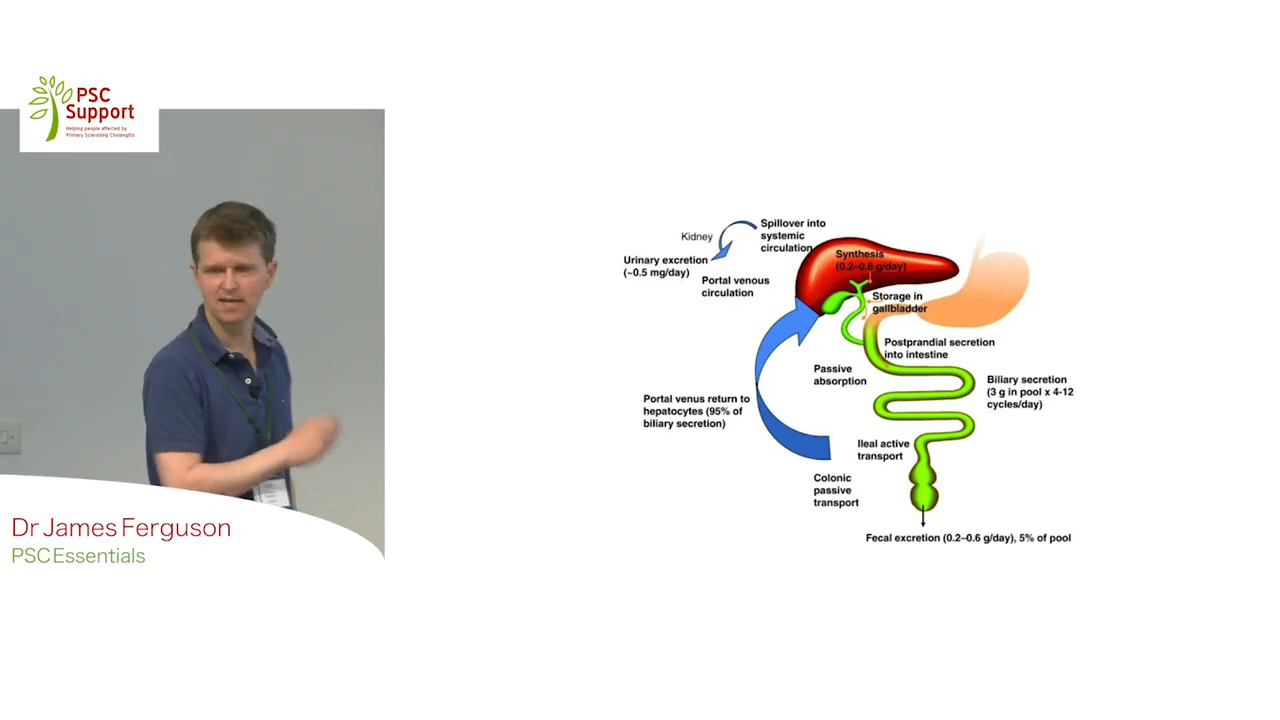 PSC
Support
Helping people affected by
Primary Sclerosing Cholangitis
Dr James Ferguson
PSC Essentials
Kidney
Spillover into
systemic
circulation
Urinary excretion
(~0.5 mg/day)
Portal venous
circulation
Synthesis
(0.2–0.6 g/day)
Storage in
gallbladder
Postprandial secretion
into intestine
Passive
absorption
Biliary secretion
(3 g in pool x 4-12
cycles/day)
Portal venus return to
hepatocytes (95% of
biliary secretion)
Ileal active
transport
Colonic
passive
transport
Fecal excretion (0.2–0.6 g/day), 5% of pool